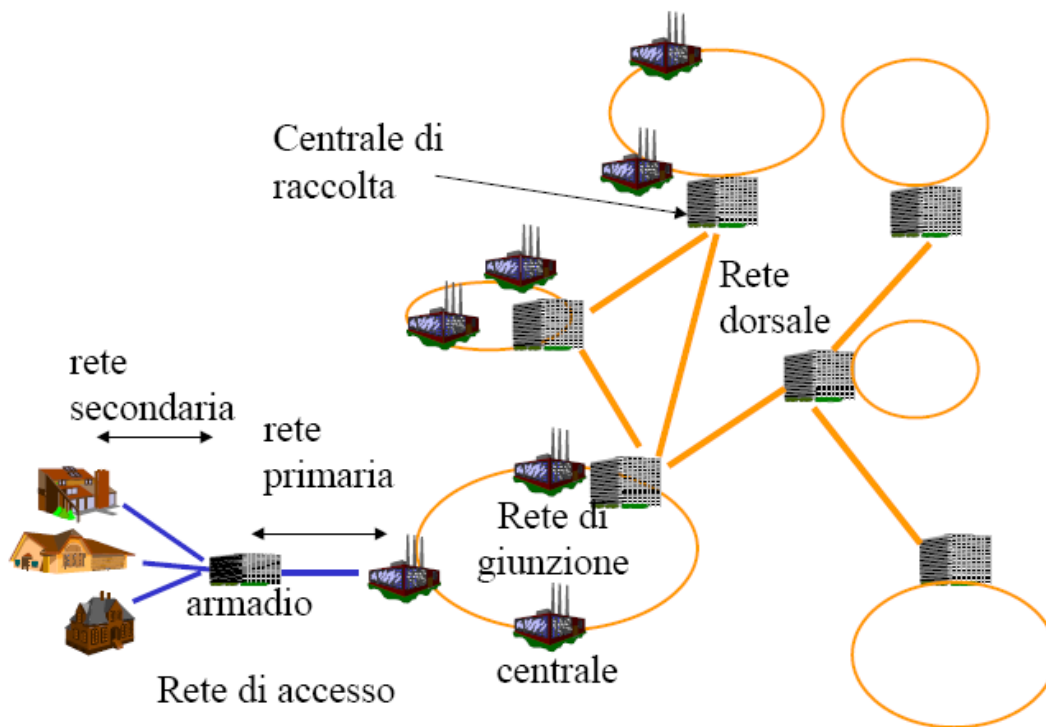 Centrale di
raccolta
Rete
dorsale
rete
secondaria
rete
primaria
Rete di
giunzione
armadio
centrale
Rete di accesso